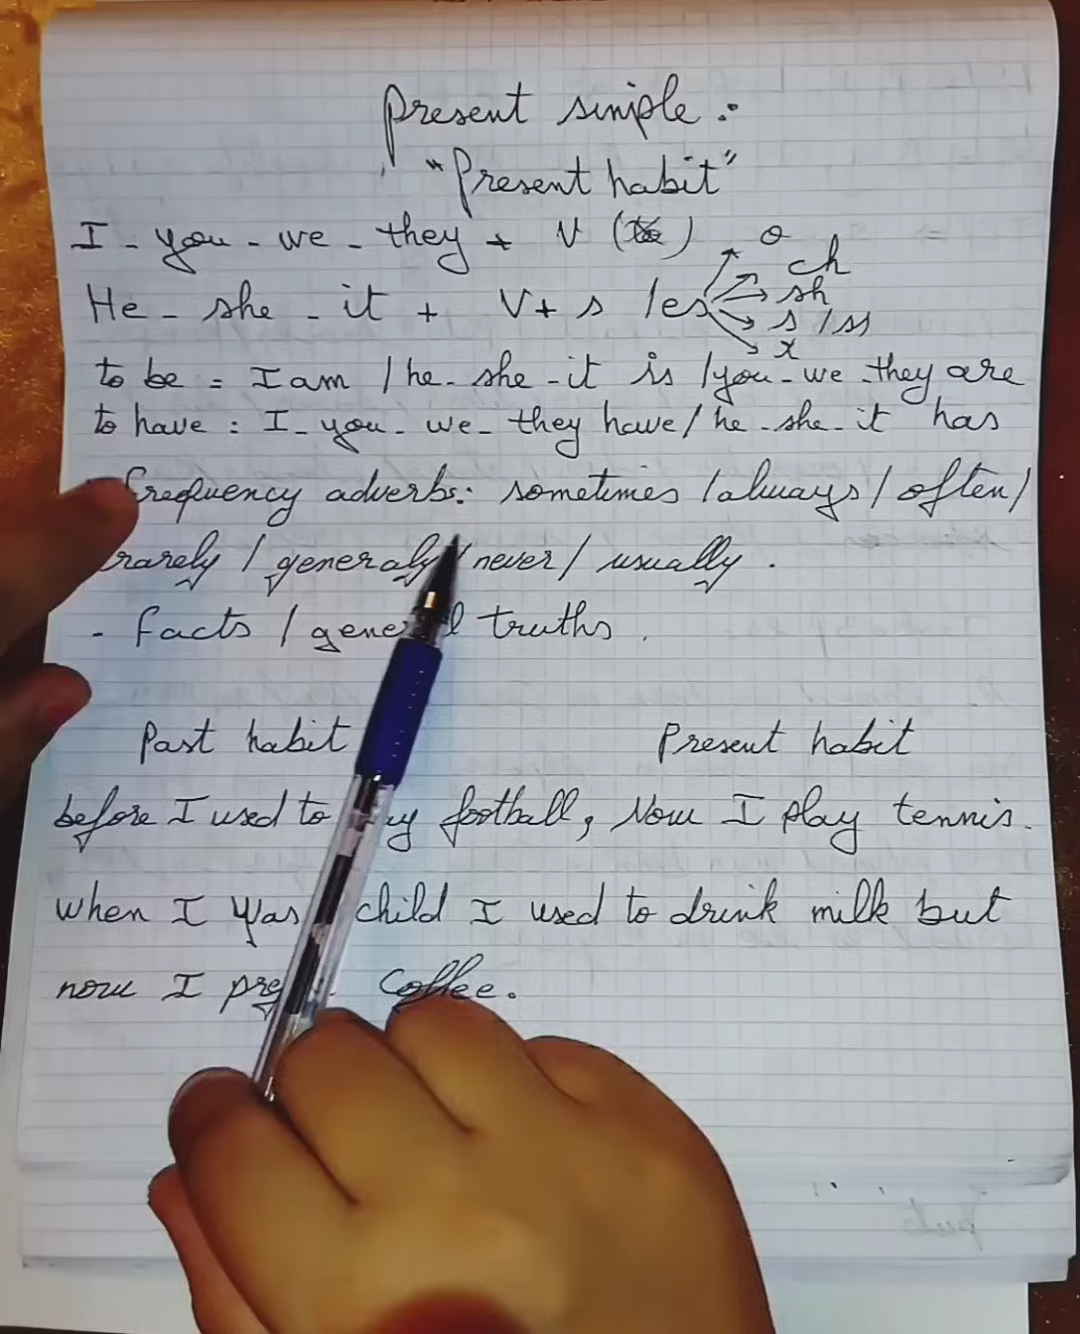 Present simple :
"Present habit"
I - you - we - they + V (to)
He - she - it + V + s / es
o
ch
sh
s / ss
x
to be = I am / he - she - it is / you - we - they are
to have : I - you - we - they have / he - she - it has
frequency adverbs : sometimes / always / often /
rarely / generaly / never / usually .
- facts / general truths .
Past habit Present habit
before I used to football, Now I play tennis.
when I was child I used to drink milk but
now I coffee.